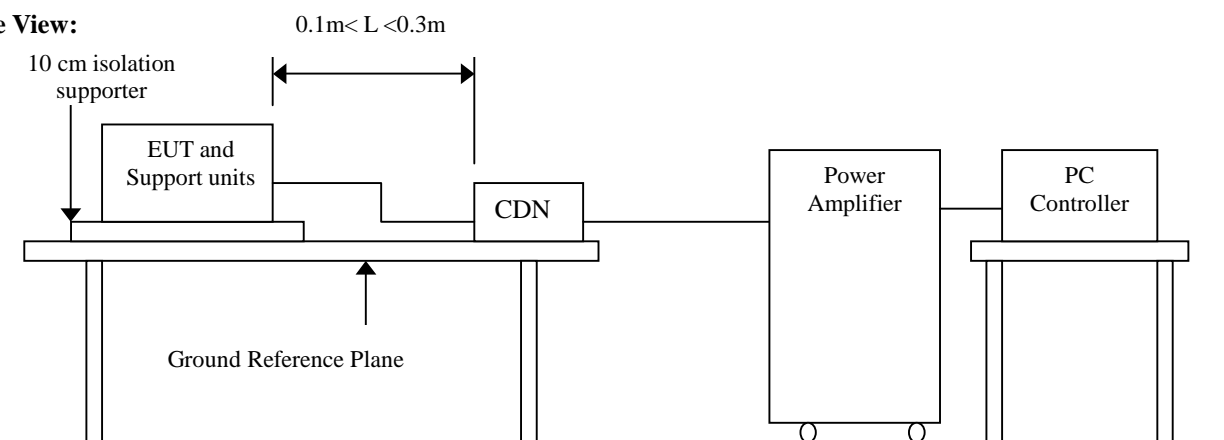 e View:
0.1m< L <0.3m
10 cm isolation
supporter
EUT and
Support units
CDN
Power
Amplifier
PC
Controller
Ground Reference Plane